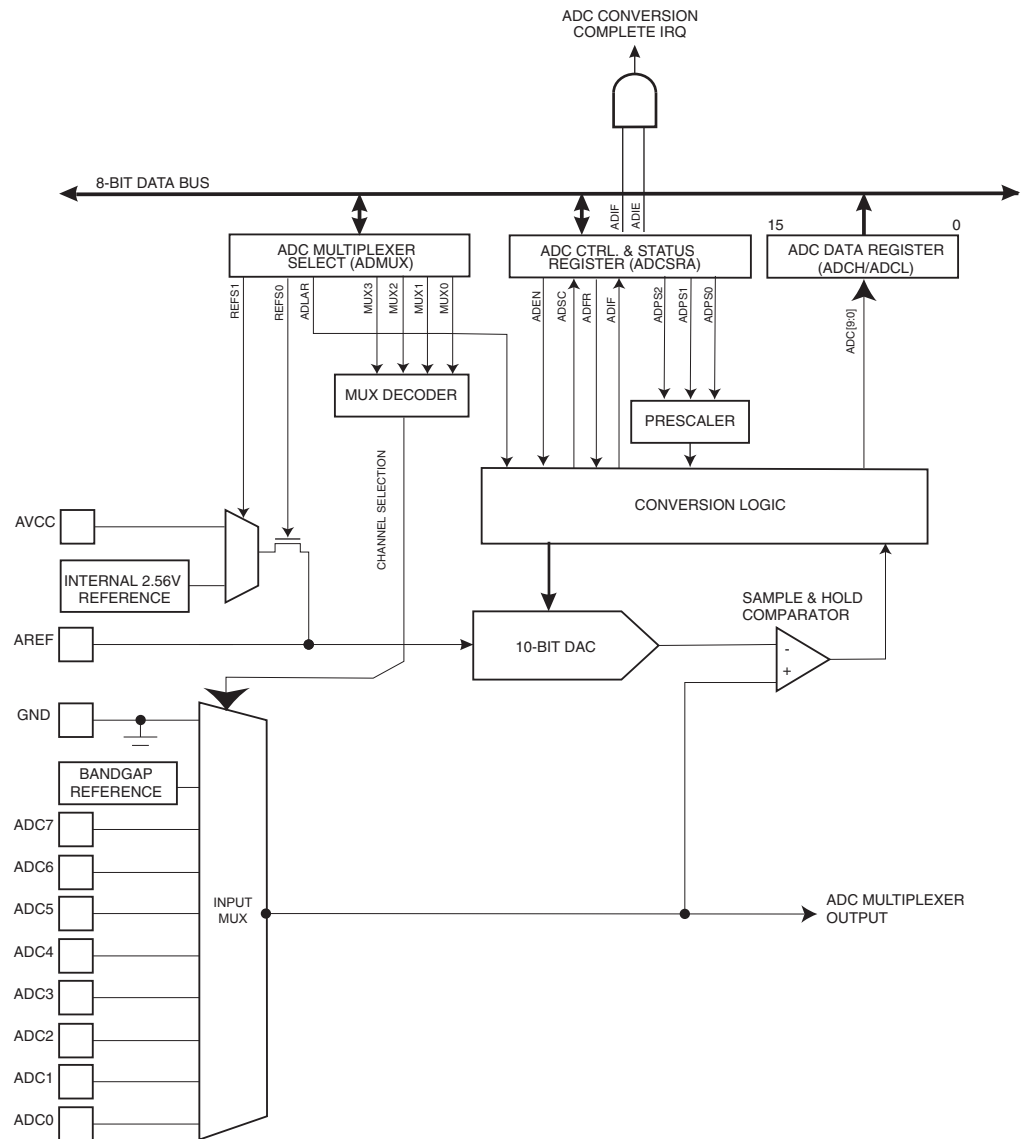 ADC CONVERSION
COMPLETE IRQ
8-BIT DATA BUS
ADIF
ADIE
15
0
ADC MULTIPLEXER
SELECT (ADMUX)
ADC CTRL. & STATUS
REGISTER (ADCSRA)
ADC DATA REGISTER
(ADCH/ADCL)
REFS1
REFS0
ADLAR
MUX3
MUX2
MUX1
MUX0
ADEN
ADSC
ADFR
ADIF
ADPS2
ADPS1
ADPS0
ADC[9:0]
MUX DECODER
PRESCALER
CHANNEL SELECTION
CONVERSION LOGIC
AVCC
INTERNAL 2.56V
REFERENCE
SAMPLE & HOLD
COMPARATOR
AREF
10-BIT DAC
-
+
GND
BANDGAP
REFERENCE
ADC7
ADC6
ADC5
INPUT
MUX
ADC MULTIPLEXER
OUTPUT
ADC4
ADC3
ADC2
ADC1
ADC0